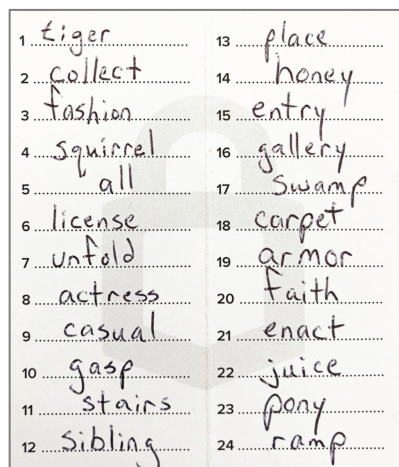 1 tiger
2 collect
3 fashion
4 squirrel
5 all
6 license
7 unfold
8 actress
9 casual
10 gasp
11 stairs
12 sibling
13 place
14 honey
15 entry
16 gallery
17 swamp
18 carpet
19 armor
20 faith
21 enact
22 juice
23 pony
24 ramp